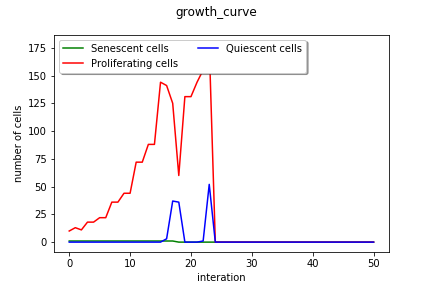 growth_curve
Senescent cells
Proliferating cells
Quiescent cells
number of cells
175
150
125
100
75
50
25
0
0 10 20 30 40 50
interation